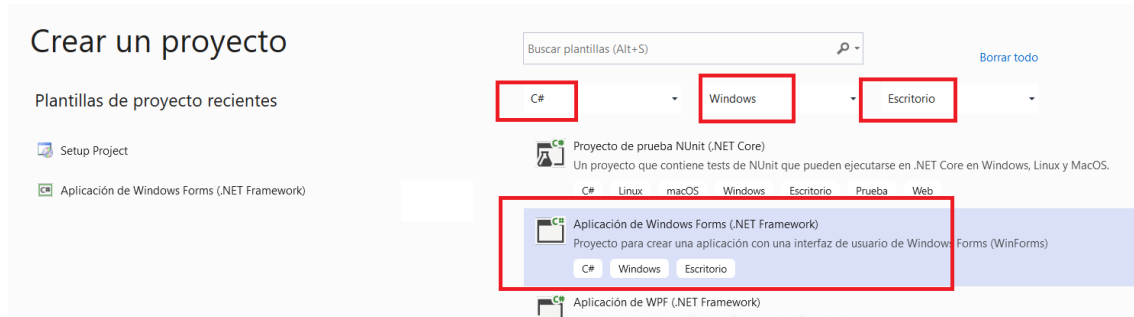 Crear un proyecto
Plantillas de proyecto recientes
Setup Project
Aplicación de Windows Forms (.NET Framework)
Buscar plantillas (Alt+S)
Borrar todo
C# Windows Escritorio
Proyecto de prueba NUnit (.NET Core)
Un proyecto que contiene tests de NUnit que pueden ejecutarse en .NET Core en Windows, Linux y MacOS.
C# Linux macOS Windows Escritorio Prueba Web
Aplicación de Windows Forms (.NET Framework)
Proyecto para crear una aplicación con una interfaz de usuario de Windows Forms (WinForms)
C# Windows Escritorio
Aplicación de WPF (.NET Framework)